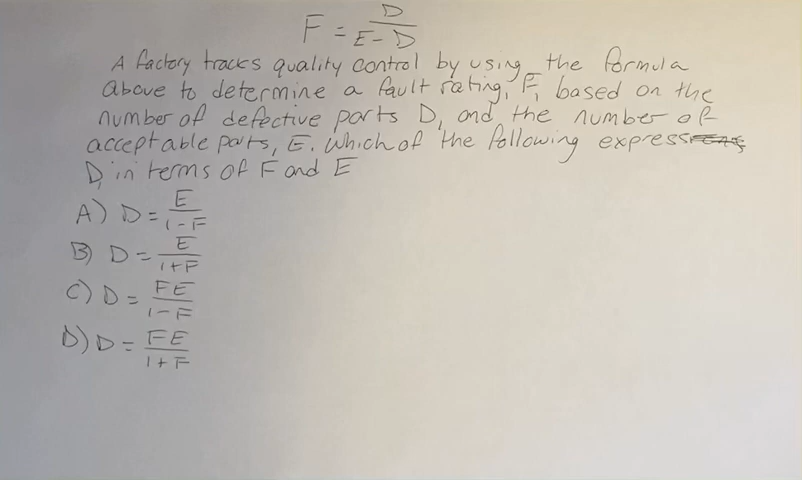 F = D / E - D
A factory tracks quality control by using the formula
above to determine a fault rating, F, based on the
number of defective parts D, and the number of
acceptable parts, E. Which of the following express
D, in terms of F and E
A) D = E / 1 - F
B) D = E / 1 + F
C) D = FE / 1 - F
D) D = FE / 1 + F